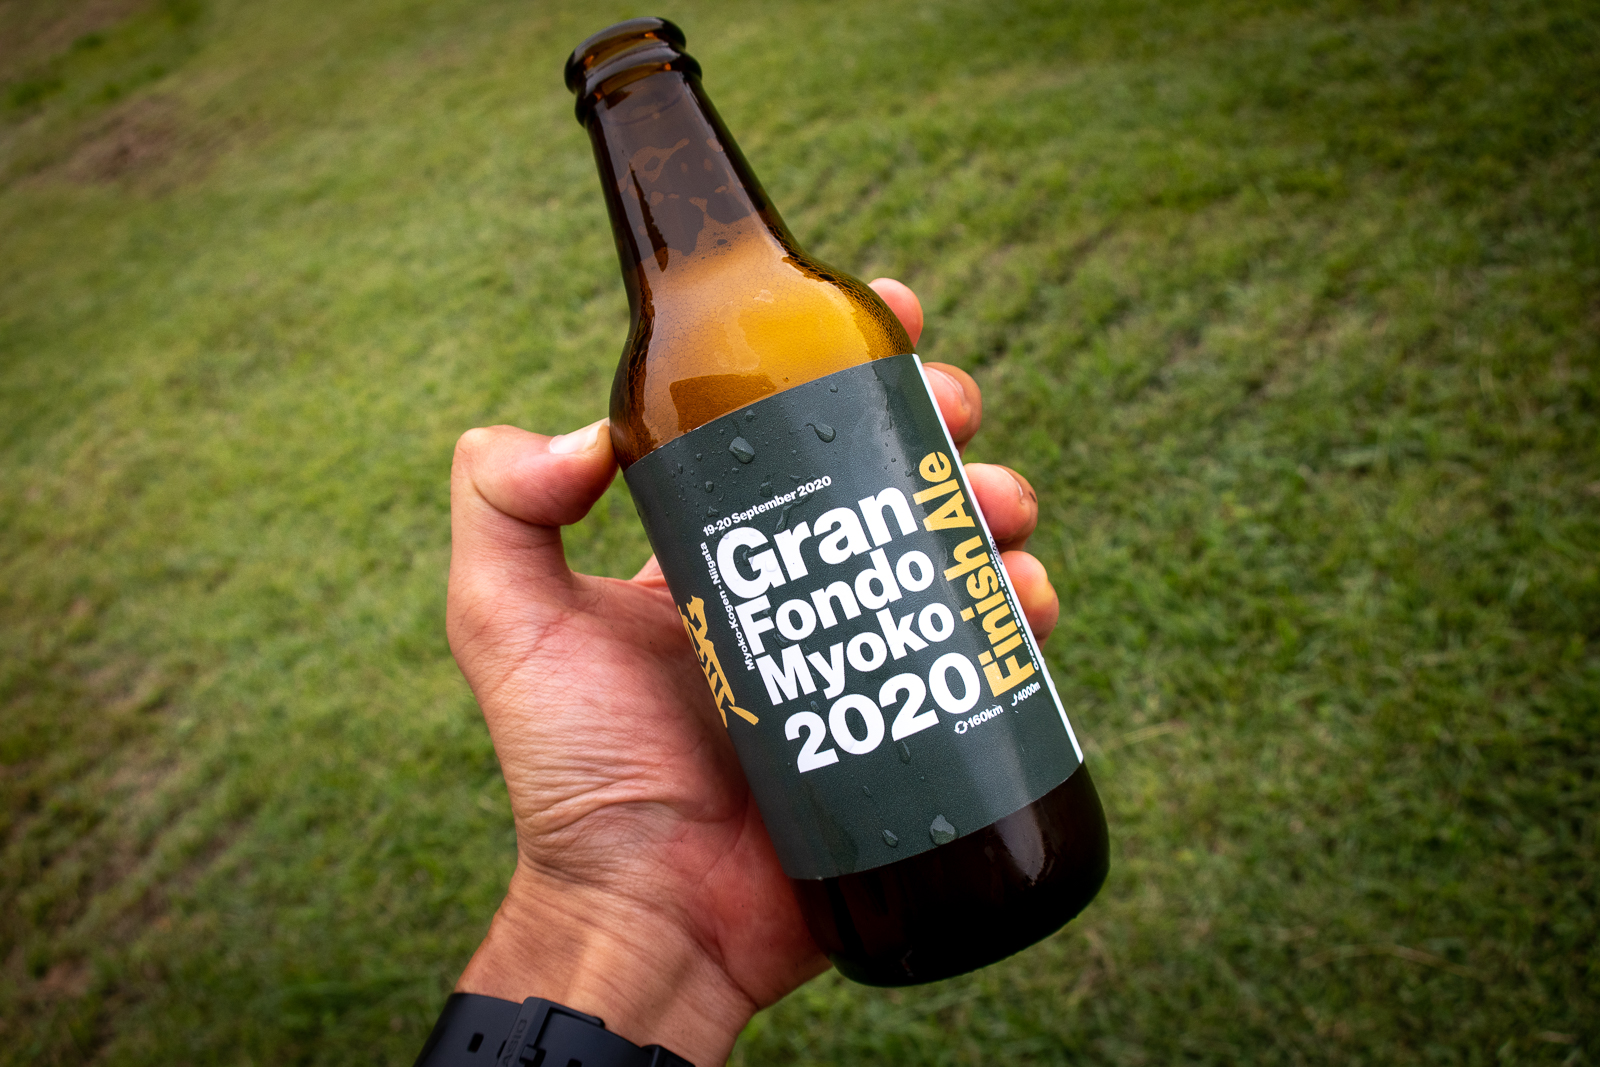 19-20 September 2020
Myoko-Kogen - Niigata
Gran
Fondo
Myoko
2020
Finish Ale
160km
4000m